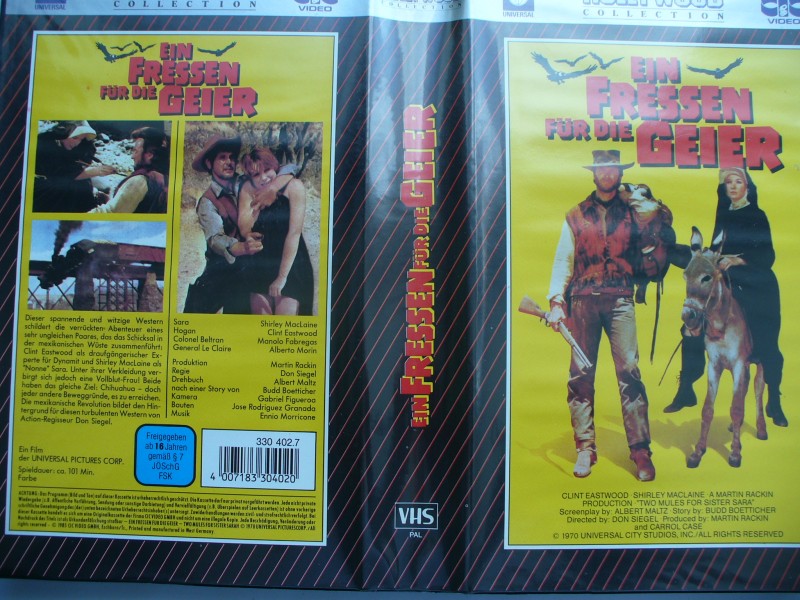 UNIVERSAL
COLLECTION
CBS
VIDEO
EIN
FRESSEN
FÜR DIE GEIER
Dieser spannende und witzige Western
schildert die verrückten Abenteuer eines
sehr ungleichen Paares, das das Schicksal in
der mexikanischen Wüste zusammenführt:
Clint Eastwood als draufgängerischer Ex-
perte für Dynamit und Shirley MacLaine als
"Nonne" Sara. Unter ihrer Verkleidung ver-
birgt sich jedoch eine Vollblut-Frau! Beide
haben das gleiche Ziel: Chihuahua – doch
jeder andere Beweggründe, es zu erreichen.
Die mexikanische Revolution bildet den Hin-
tergrund für diesen turbulenten Western von
Action-Regisseur Don Siegel.
Ein Film
der UNIVERSAL PICTURES CORP.
Spieldauer: ca. 101 Min.
Farbe
Sara Shirley MacLaine
Hogan Clint Eastwood
Colonel Beltran Manolo Fabregas
General Le Claire Alberto Morin
Produktion Martin Rackin
Regie Don Siegel
Drehbuch Albert Maltz
nach einer Story von Budd Boetticher
Kamera Gabriel Figueroa
Bauten Jose Rodriguez Granada
Musik Ennio Morricone
Freigegeben
ab 16 Jahren
gemäß § 7
JÖSchG
FSK
330 402.7
4 007183 304020
EIN FRESSEN FÜR DIE GEIER
VHS
PAL
UNIVERSAL
HOLLYWOOD
COLLECTION
VIDEO
EIN
FRESSEN
FÜR DIE GEIER
CLINT EASTWOOD · SHIRLEY MACLAINE · A MARTIN RACKIN
PRODUCTION · "TWO MULES FOR SISTER SARA"
Screenplay by: ALBERT MALTZ · Story by: BUDD BOETTICHER
Directed by: DON SIEGEL · Produced by: MARTIN RACKIN
and CARROL CASE
© 1970 UNIVERSAL CITY STUDIOS, INC./ALL RIGHTS RESERVED